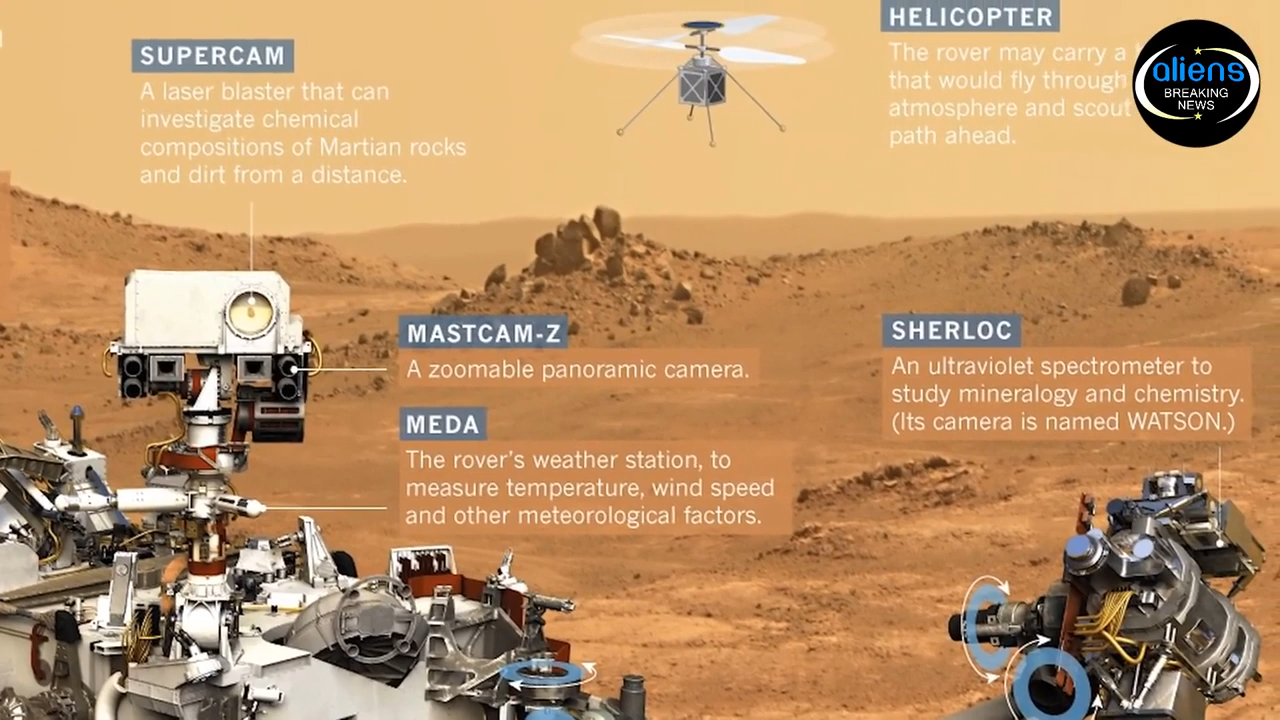 SUPERCAM
A laser blaster that can
investigate chemical
compositions of Martian rocks
and dirt from a distance.
HELICOPTER
The rover may carry a
that would fly through
atmosphere and scout
path ahead.
aliens
BREAKING
NEWS
MASTCAM-Z
A zoomable panoramic camera.
MEDA
The rover's weather station, to
measure temperature, wind speed
and other meteorological factors.
SHERLOC
An ultraviolet spectrometer to
study mineralogy and chemistry.
(Its camera is named WATSON.)